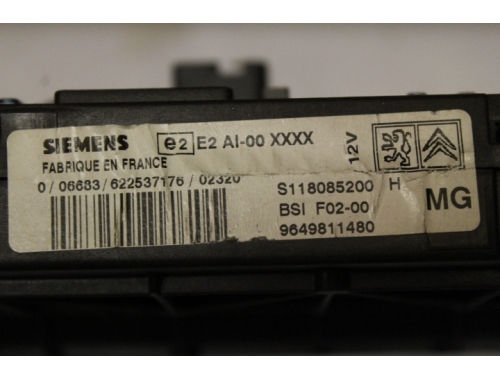 SIEMENS
e2 E2 AI-00 XXXX
12V
FABRIQUE EN FRANCE
0 / 06683 / 622537176 / 02320
S118085200 H
BSI F02-00
MG
9649811480